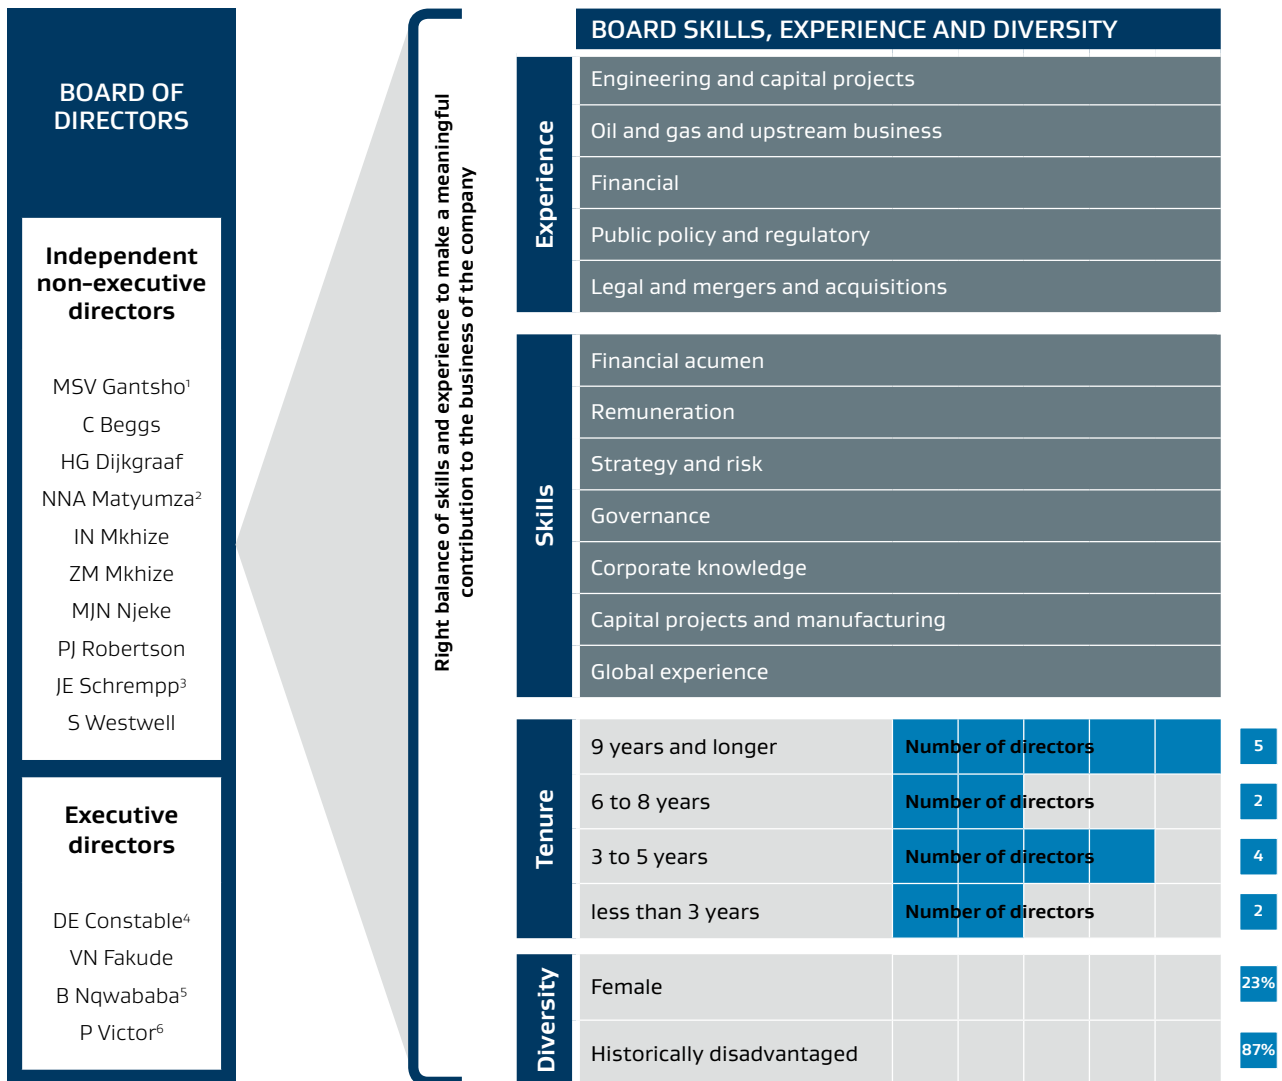 BOARD OF
DIRECTORS
Independent
non-executive
directors
MSV Gantsho¹
C Beggs
HG Dijkgraaf
NNA Matyumza²
IN Mkhize
ZM Mkhize
MJN Njeke
PJ Robertson
JE Schrempp³
S Westwell
Executive
directors
DE Constable⁴
VN Fakude
B Nqwababa⁵
P Victor⁶
Right balance of skills and experience to make a meaningful
contribution to the business of the company
BOARD SKILLS, EXPERIENCE AND DIVERSITY
Experience
Engineering and capital projects
Oil and gas and upstream business
Financial
Public policy and regulatory
Legal and mergers and acquisitions
Skills
Financial acumen
Remuneration
Strategy and risk
Governance
Corporate knowledge
Capital projects and manufacturing
Global experience
Tenure
9 years and longer Number of directors 5
6 to 8 years Number of directors 2
3 to 5 years Number of directors 4
less than 3 years Number of directors 2
Diversity
Female 23%
Historically disadvantaged 87%